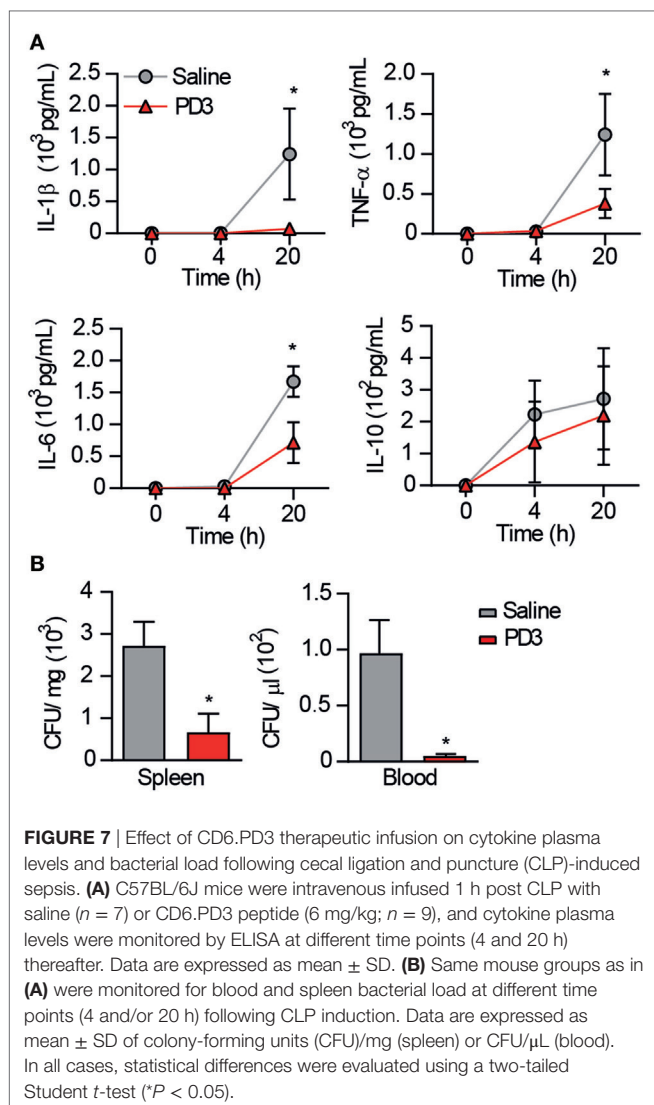 A
IL-1β (10³ pg/mL)
2.5
2.0
1.5
1.0
0.5
0
Saline
PD3
*
0 4 20
Time (h)
TNF-α (10³ pg/mL)
2.0
1.5
1.0
0.5
0
*
0 4 20
Time (h)
IL-6 (10³ pg/mL)
2.5
2.0
1.5
1.0
0.5
0
*
0 4 20
Time (h)
IL-10 (10² pg/mL)
5
4
3
2
1
0
0 4 20
Time (h)
B
CFU/ mg (10³)
4
3
2
1
0
*
Spleen
CFU/ µl (10²)
1.5
1.0
0.5
0
*
Blood
Saline
PD3
FIGURE 7 | Effect of CD6.PD3 therapeutic infusion on cytokine plasma
levels and bacterial load following cecal ligation and puncture (CLP)-induced
sepsis. (A) C57BL/6J mice were intravenous infused 1 h post CLP with
saline (n = 7) or CD6.PD3 peptide (6 mg/kg; n = 9), and cytokine plasma
levels were monitored by ELISA at different time points (4 and 20 h)
thereafter. Data are expressed as mean ± SD. (B) Same mouse groups as in
(A) were monitored for blood and spleen bacterial load at different time
points (4 and/or 20 h) following CLP induction. Data are expressed as
mean ± SD of colony-forming units (CFU)/mg (spleen) or CFU/μL (blood).
In all cases, statistical differences were evaluated using a two-tailed
Student t-test (*P < 0.05).